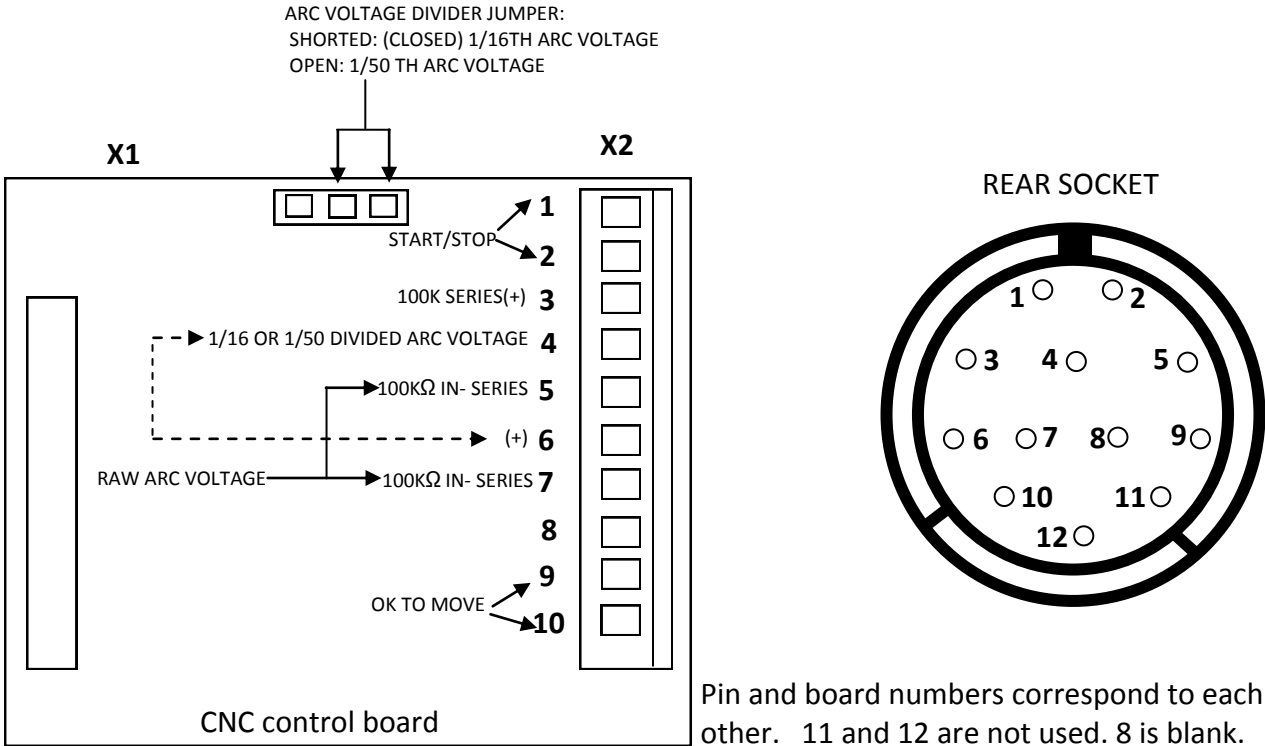 ARC VOLTAGE DIVIDER JUMPER:
SHORTED: (CLOSED) 1/16TH ARC VOLTAGE
OPEN: 1/50 TH ARC VOLTAGE
X1
X2
START/STOP
1
2
100K SERIES(+) 3
1/16 OR 1/50 DIVIDED ARC VOLTAGE 4
100KΩ IN- SERIES 5
(+) 6
RAW ARC VOLTAGE
100KΩ IN- SERIES 7
8
OK TO MOVE
9
10
CNC control board
REAR SOCKET
1 2
3 4 5
6 7 8 9
10 11
12
Pin and board numbers correspond to each
other. 11 and 12 are not used. 8 is blank.